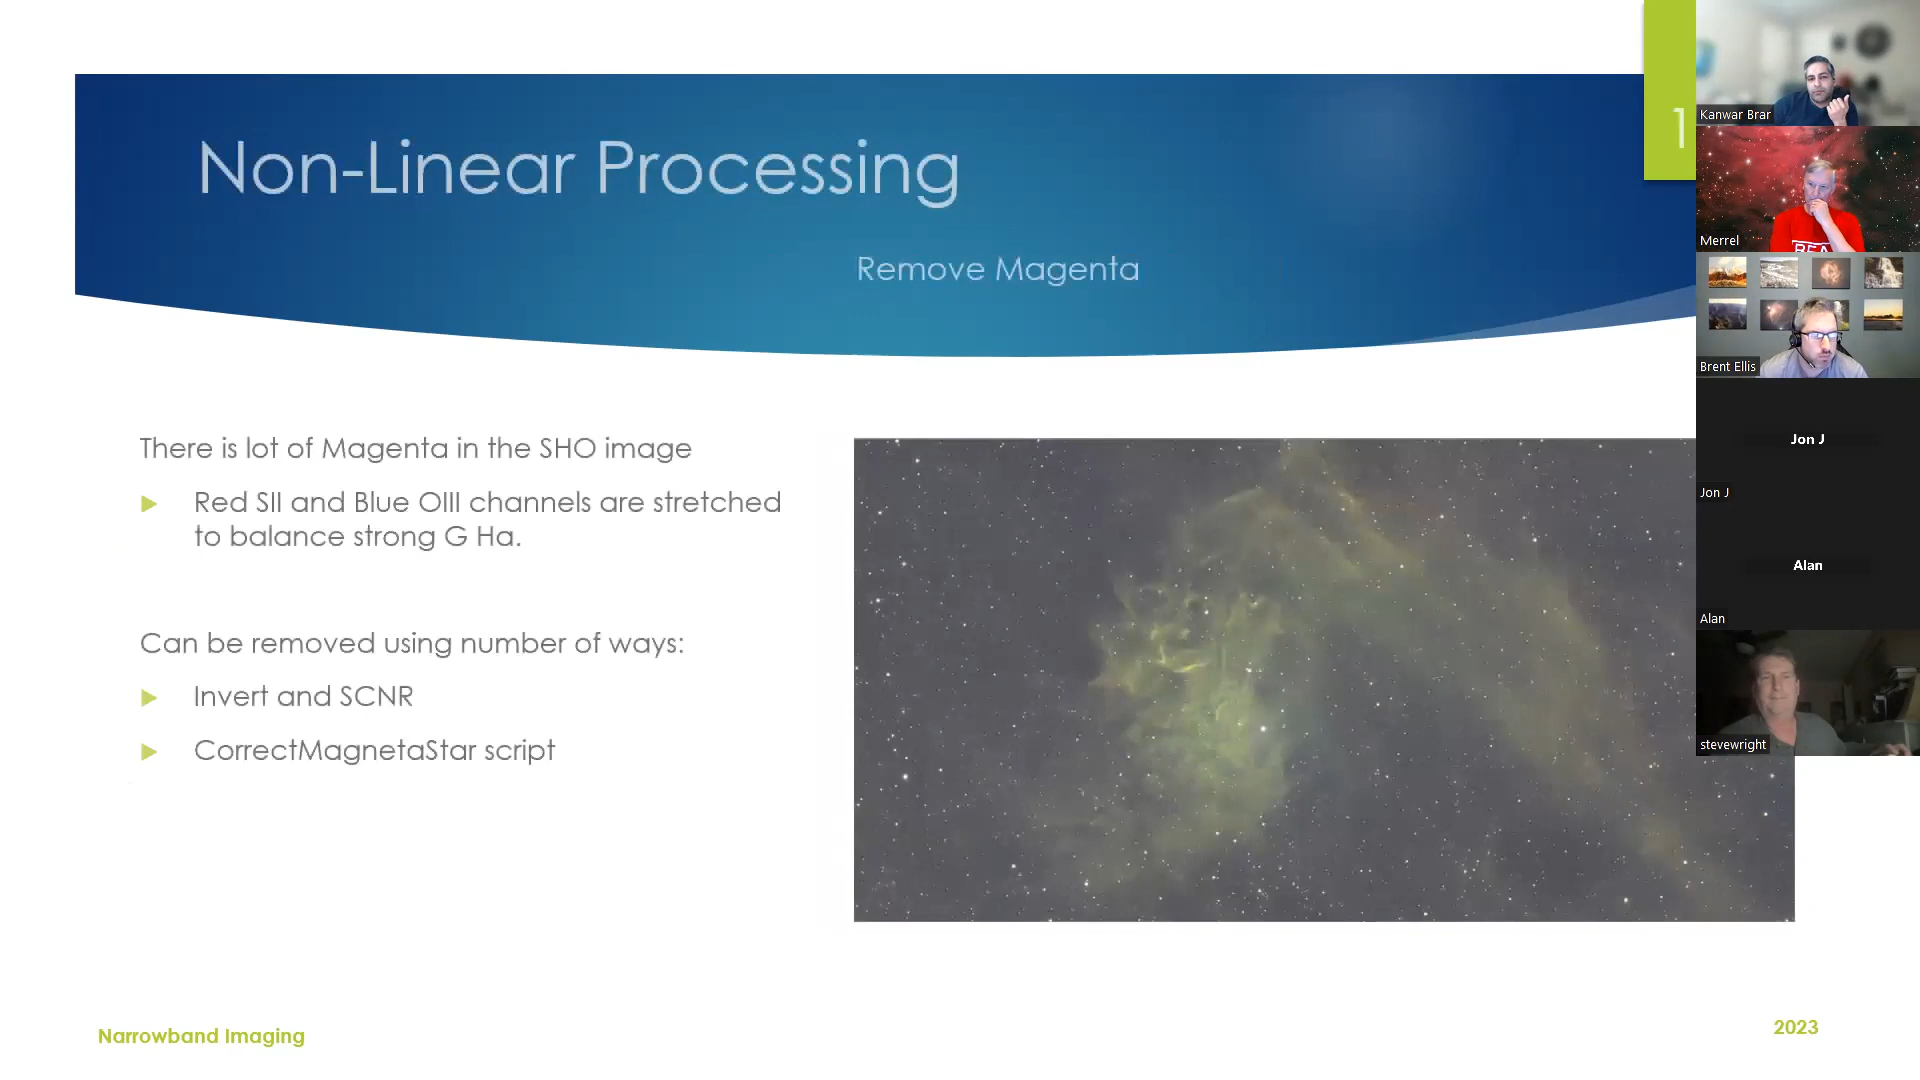 Non-Linear Processing
Remove Magenta
1
There is lot of Magenta in the SHO image
Red SII and Blue OIII channels are stretched
to balance strong G Ha.
Can be removed using number of ways:
Invert and SCNR
CorrectMagnetaStar script
Narrowband Imaging
2023
Kanwar Brar
Merrel
Brent Ellis
Jon J
Jon J
Alan
Alan
stevewright